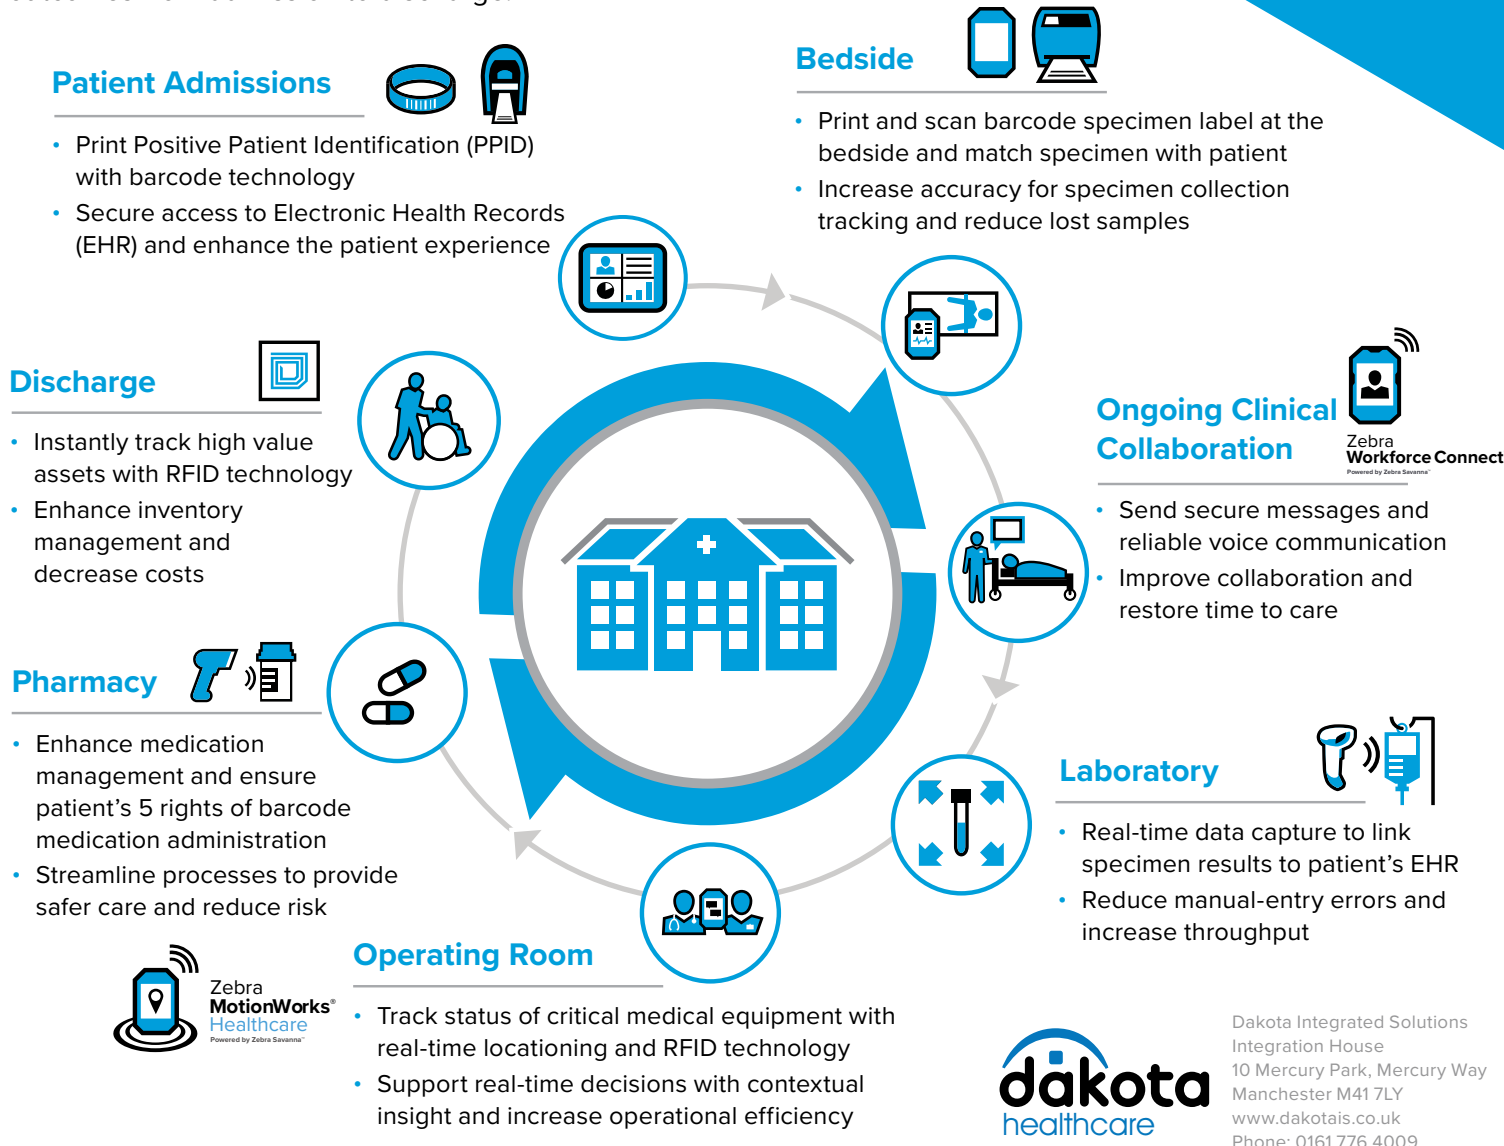 Patient Admissions
• Print Positive Patient Identification (PPID)
with barcode technology
• Secure access to Electronic Health Records
(EHR) and enhance the patient experience
Bedside
• Print and scan barcode specimen label at the
bedside and match specimen with patient
• Increase accuracy for specimen collection
tracking and reduce lost samples
Ongoing Clinical
Collaboration
Zebra
Workforce Connect
Powered by Zebra Savanna™
• Send secure messages and
reliable voice communication
• Improve collaboration and
restore time to care
Laboratory
• Real-time data capture to link
specimen results to patient's EHR
• Reduce manual-entry errors and
increase throughput
Operating Room
• Track status of critical medical equipment with
real-time locationing and RFID technology
• Support real-time decisions with contextual
insight and increase operational efficiency
Zebra
MotionWorks®
Healthcare
Powered by Zebra Savanna™
Pharmacy
• Enhance medication
management and ensure
patient's 5 rights of barcode
medication administration
• Streamline processes to provide
safer care and reduce risk
Discharge
• Instantly track high value
assets with RFID technology
• Enhance inventory
management and
decrease costs
dakota
healthcare
Dakota Integrated Solutions
Integration House
10 Mercury Park, Mercury Way
Manchester M41 7LY
www.dakotais.co.uk
Phone: 0161 776 4009